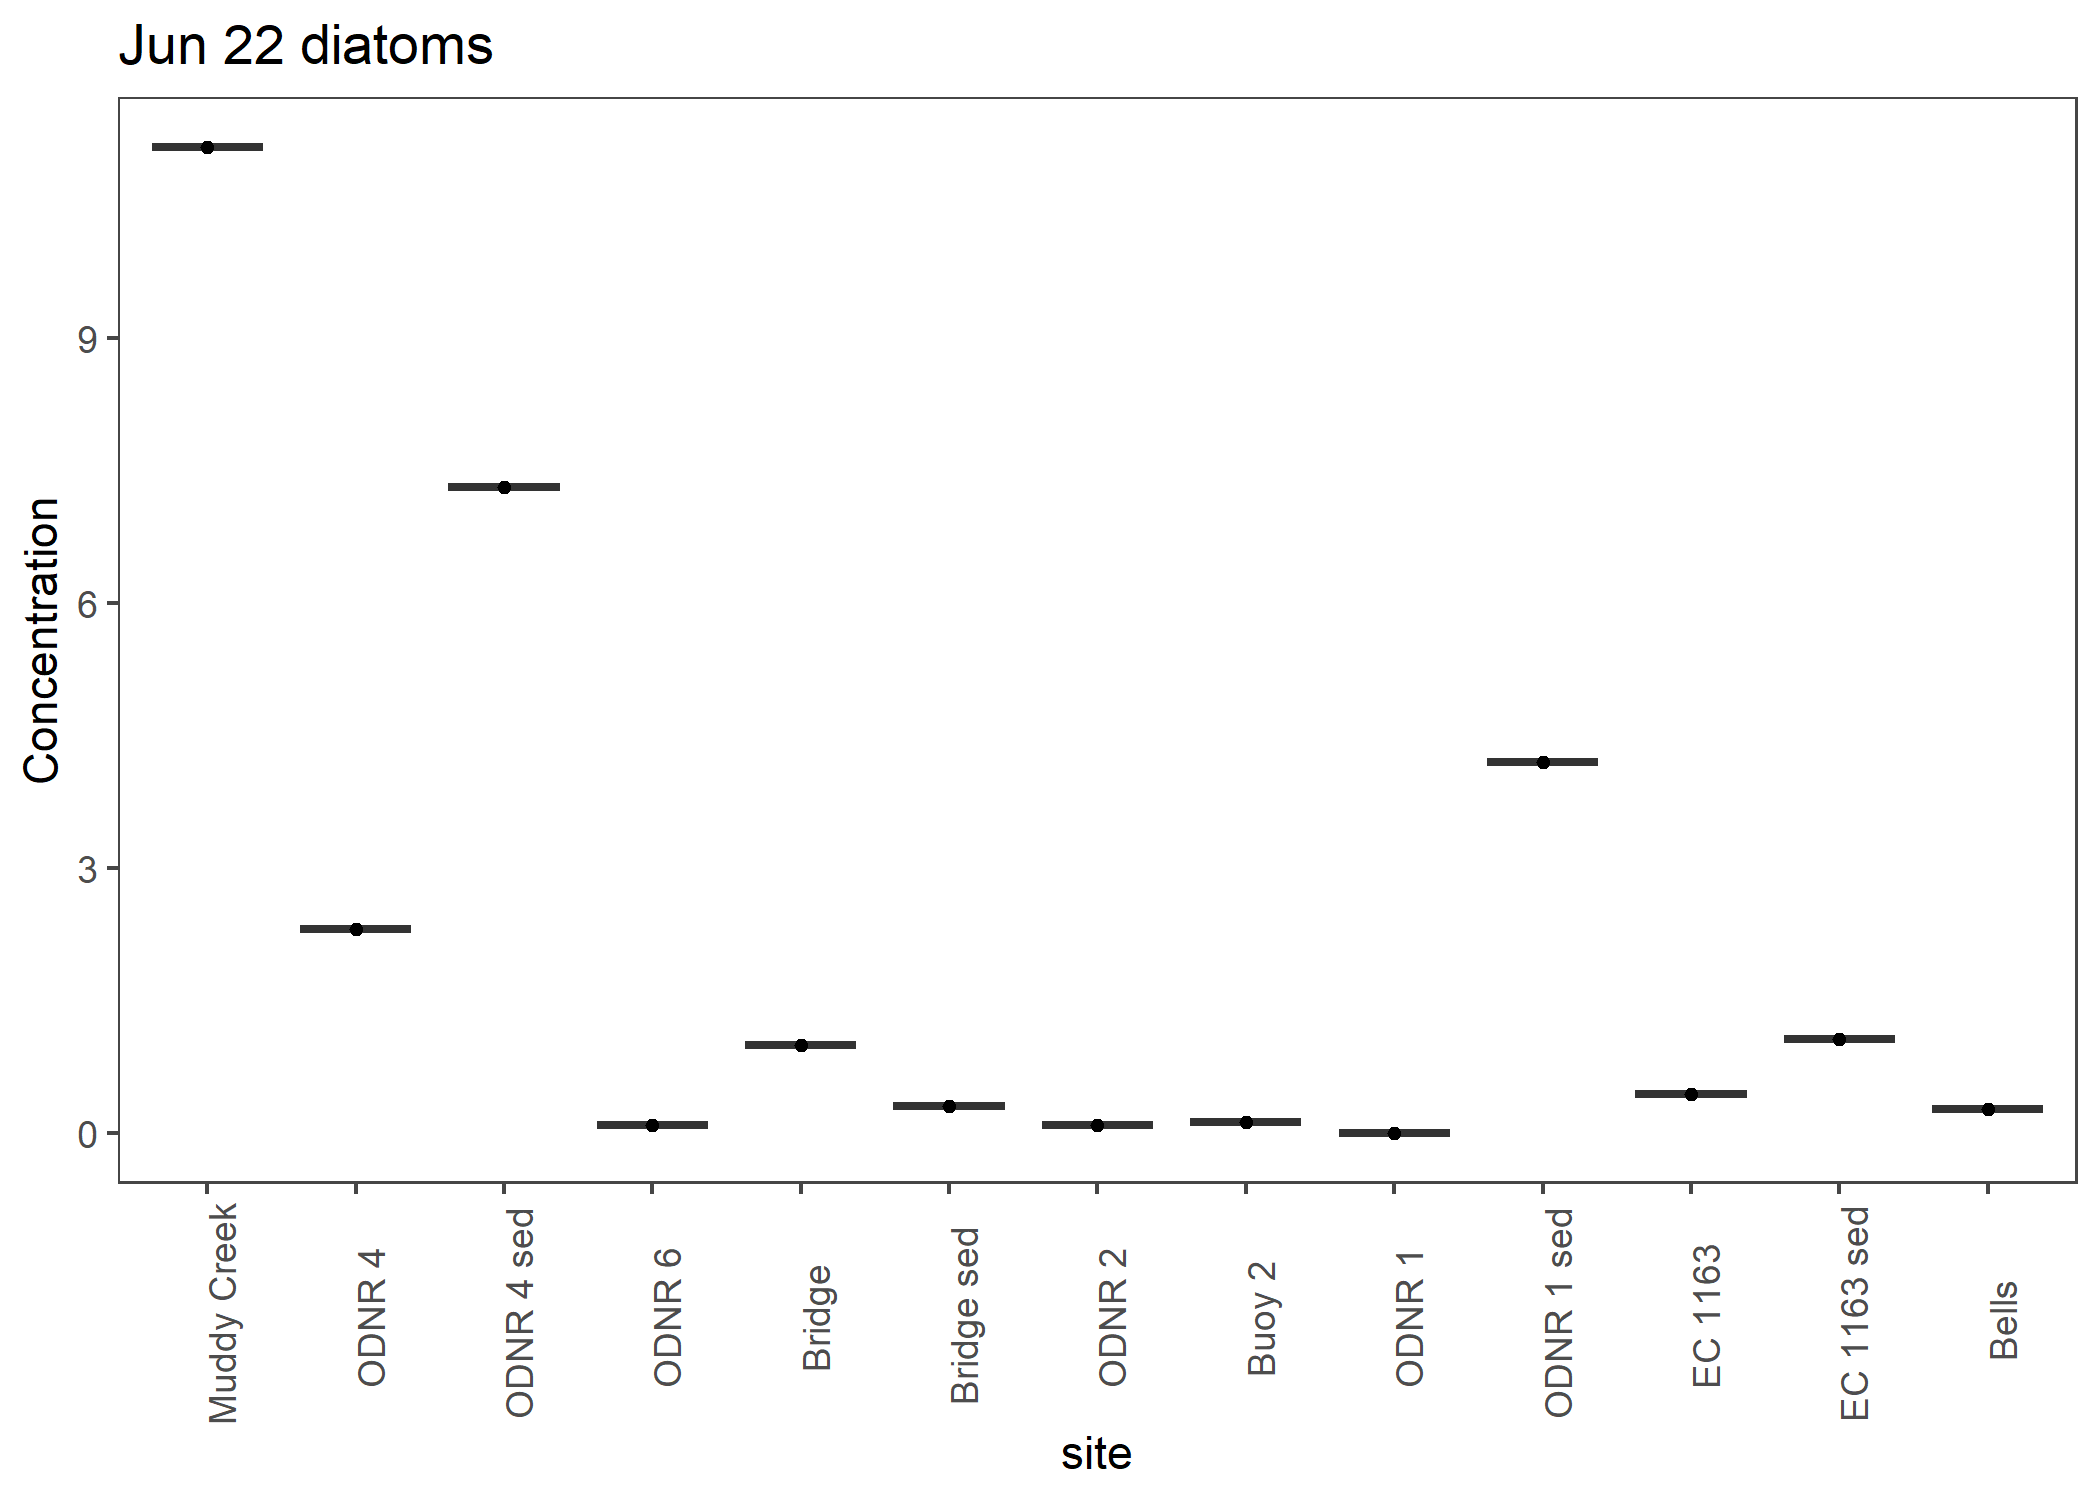 Jun 22 diatoms
Concentration
9
6
3
0
Muddy Creek
ODNR 4
ODNR 4 sed
ODNR 6
Bridge
Bridge sed
ODNR 2
Buoy 2
ODNR 1
ODNR 1 sed
EC 1163
EC 1163 sed
Bells
site